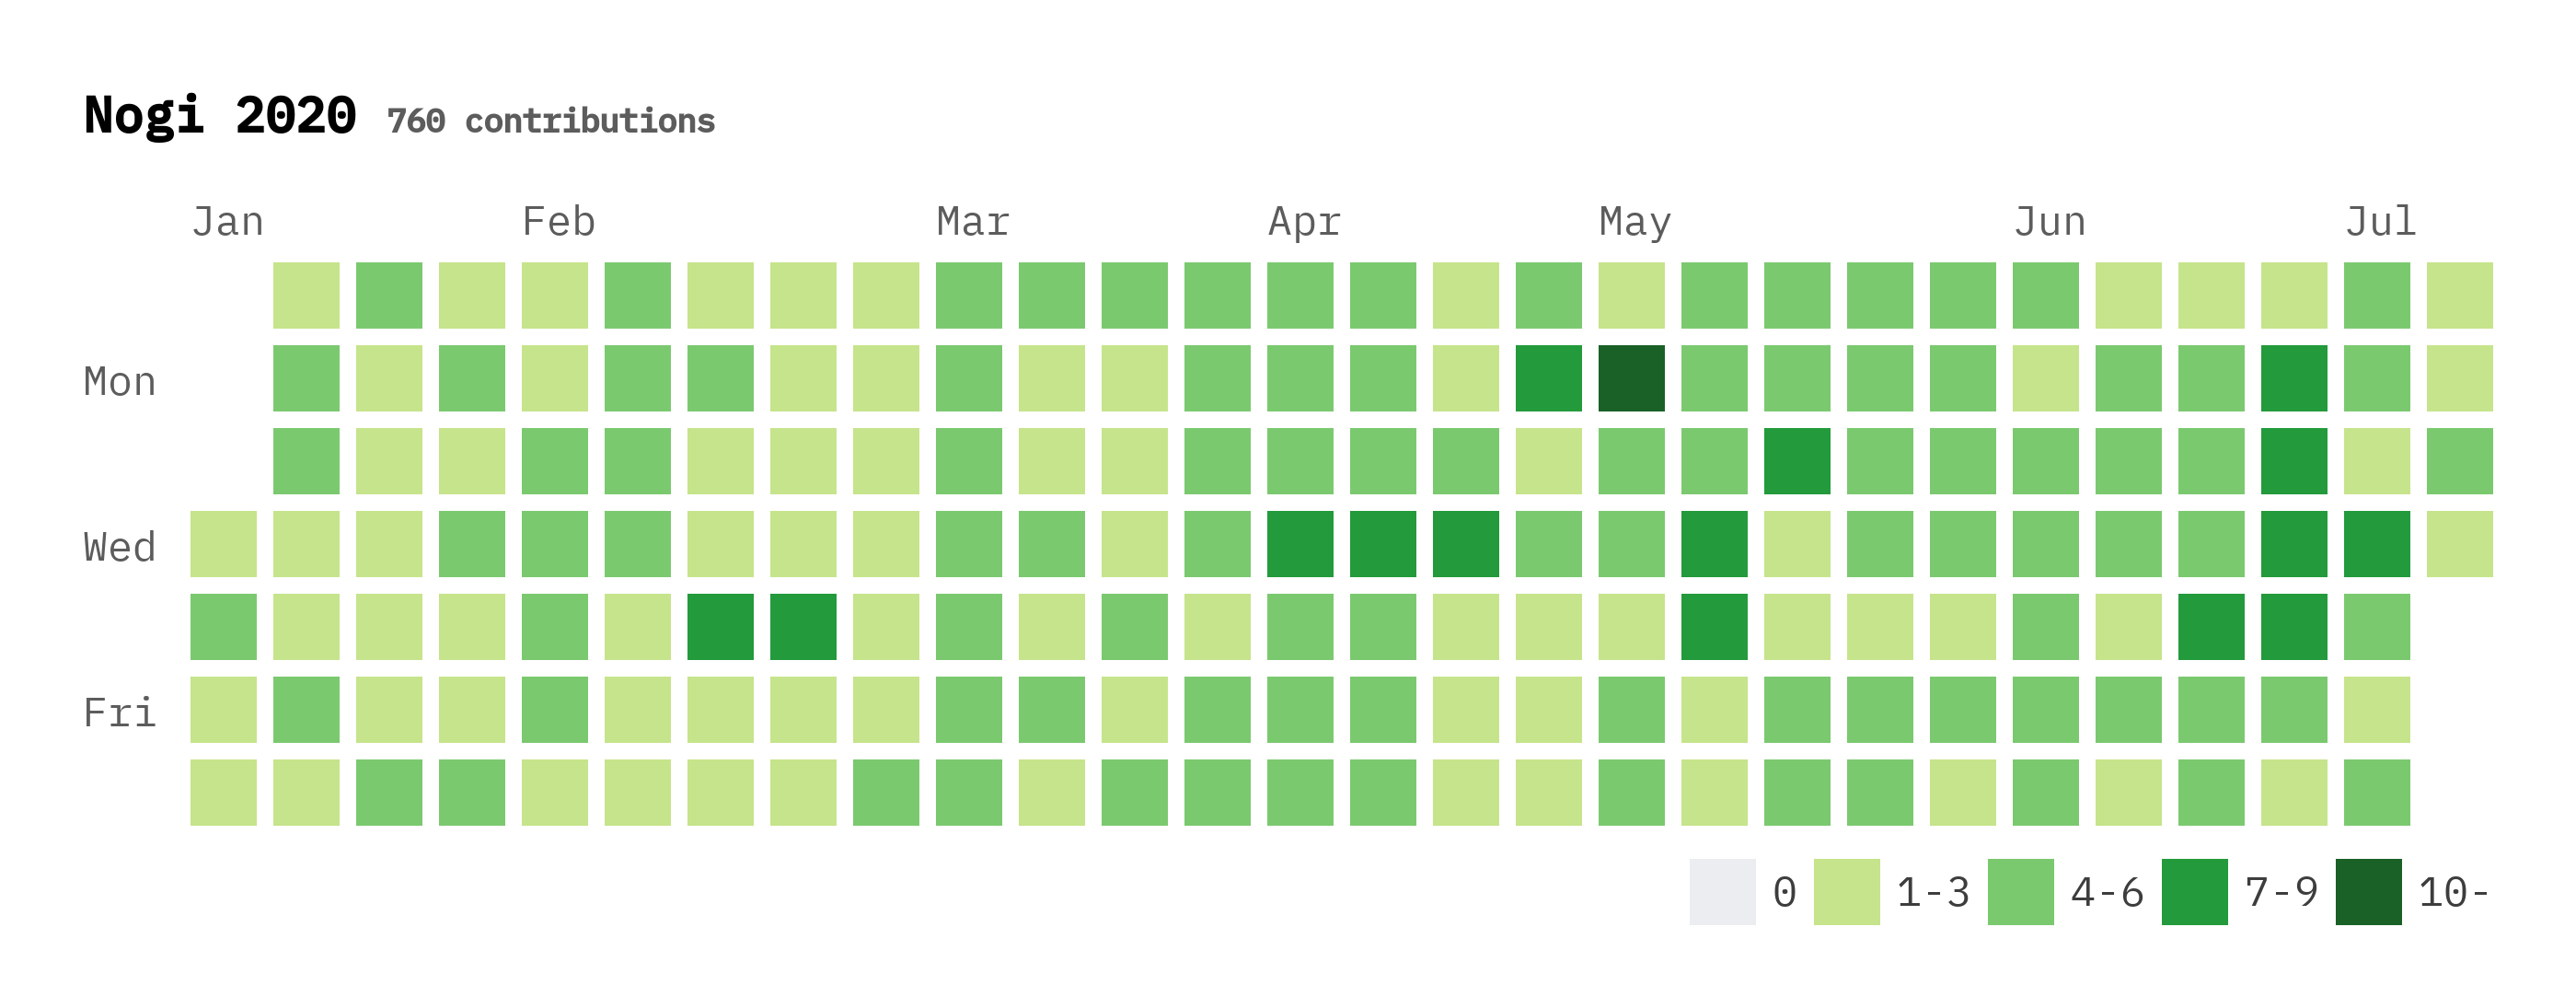 Nogi 2020 760 contributions
Jan Feb Mar Apr May Jun Jul
Mon
Wed
Fri
0 1-3 4-6 7-9 10-